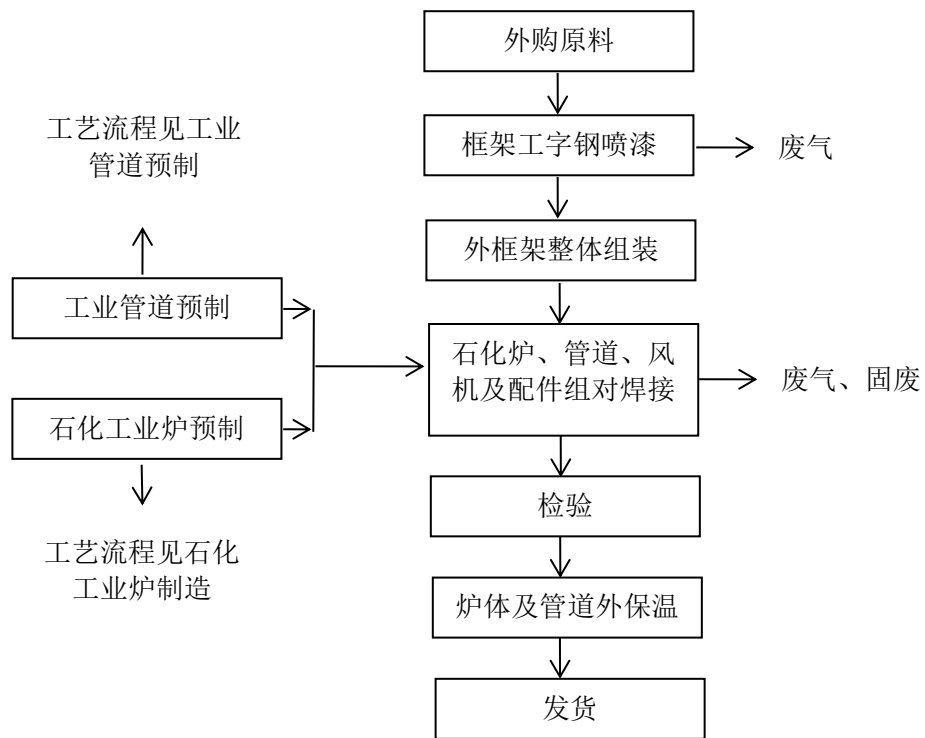 外购原料
框架工字钢喷漆
废气
工艺流程见工业
管道预制
外框架整体组装
工业管道预制
石化炉、管道、风
机及配件组对焊接
废气、固废
石化工业炉预制
检验
工艺流程见石化
工业炉制造
炉体及管道外保温
发货